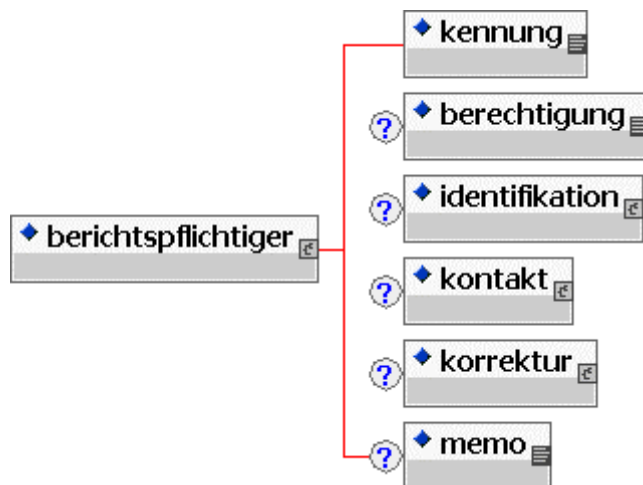 kennung
? berechtigung
? identifikation
berichtspflichtiger
? kontakt
? korrektur
? memo